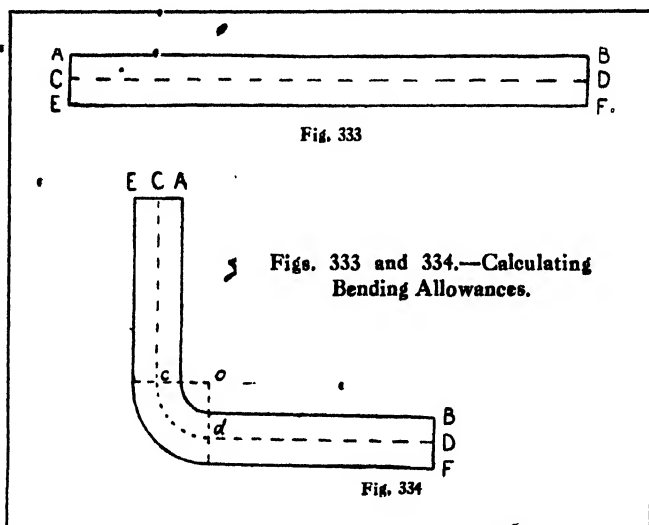 A B
C D
E F.
Fig. 333
E C A
Figs. 333 and 334.—Calculating
Bending Allowances.
c o
B
d D
F
Fig. 334